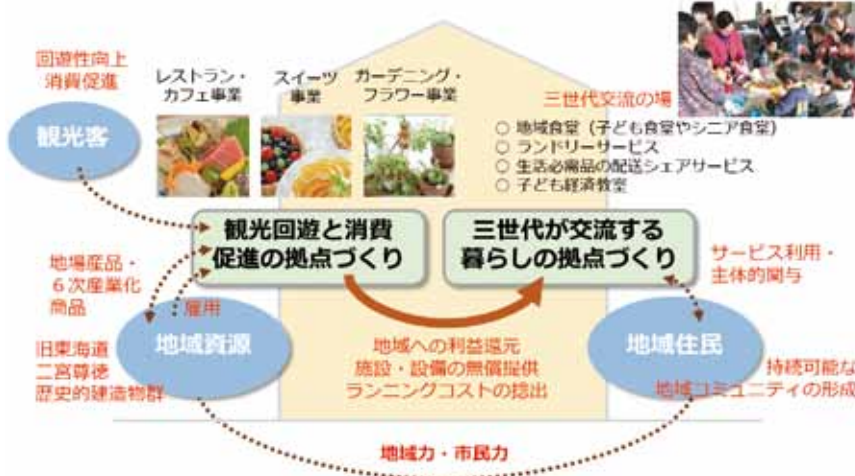 回遊性向上
消費促進
観光客
レストラン・
カフェ事業
スイーツ
事業
ガーデニング・
フラワー事業
三世代交流の場
○ 地域食堂（子ども食堂やシニア食堂）
○ ランドリーサービス
○ 生活必需品の配送シェアサービス
○ 子ども経済教室
観光回遊と消費
促進の拠点づくり
三世代が交流する
暮らしの拠点づくり
地場産品・
６次産業化
商品
雇用
サービス利用・
主体的関与
地域資源
旧東海道
二宮尊徳
歴史的建造物群
地域への利益還元
施設・設備の無償提供
ランニングコストの捻出
地域住民
持続可能な
地域コミュニティの形成
地域力・市民力